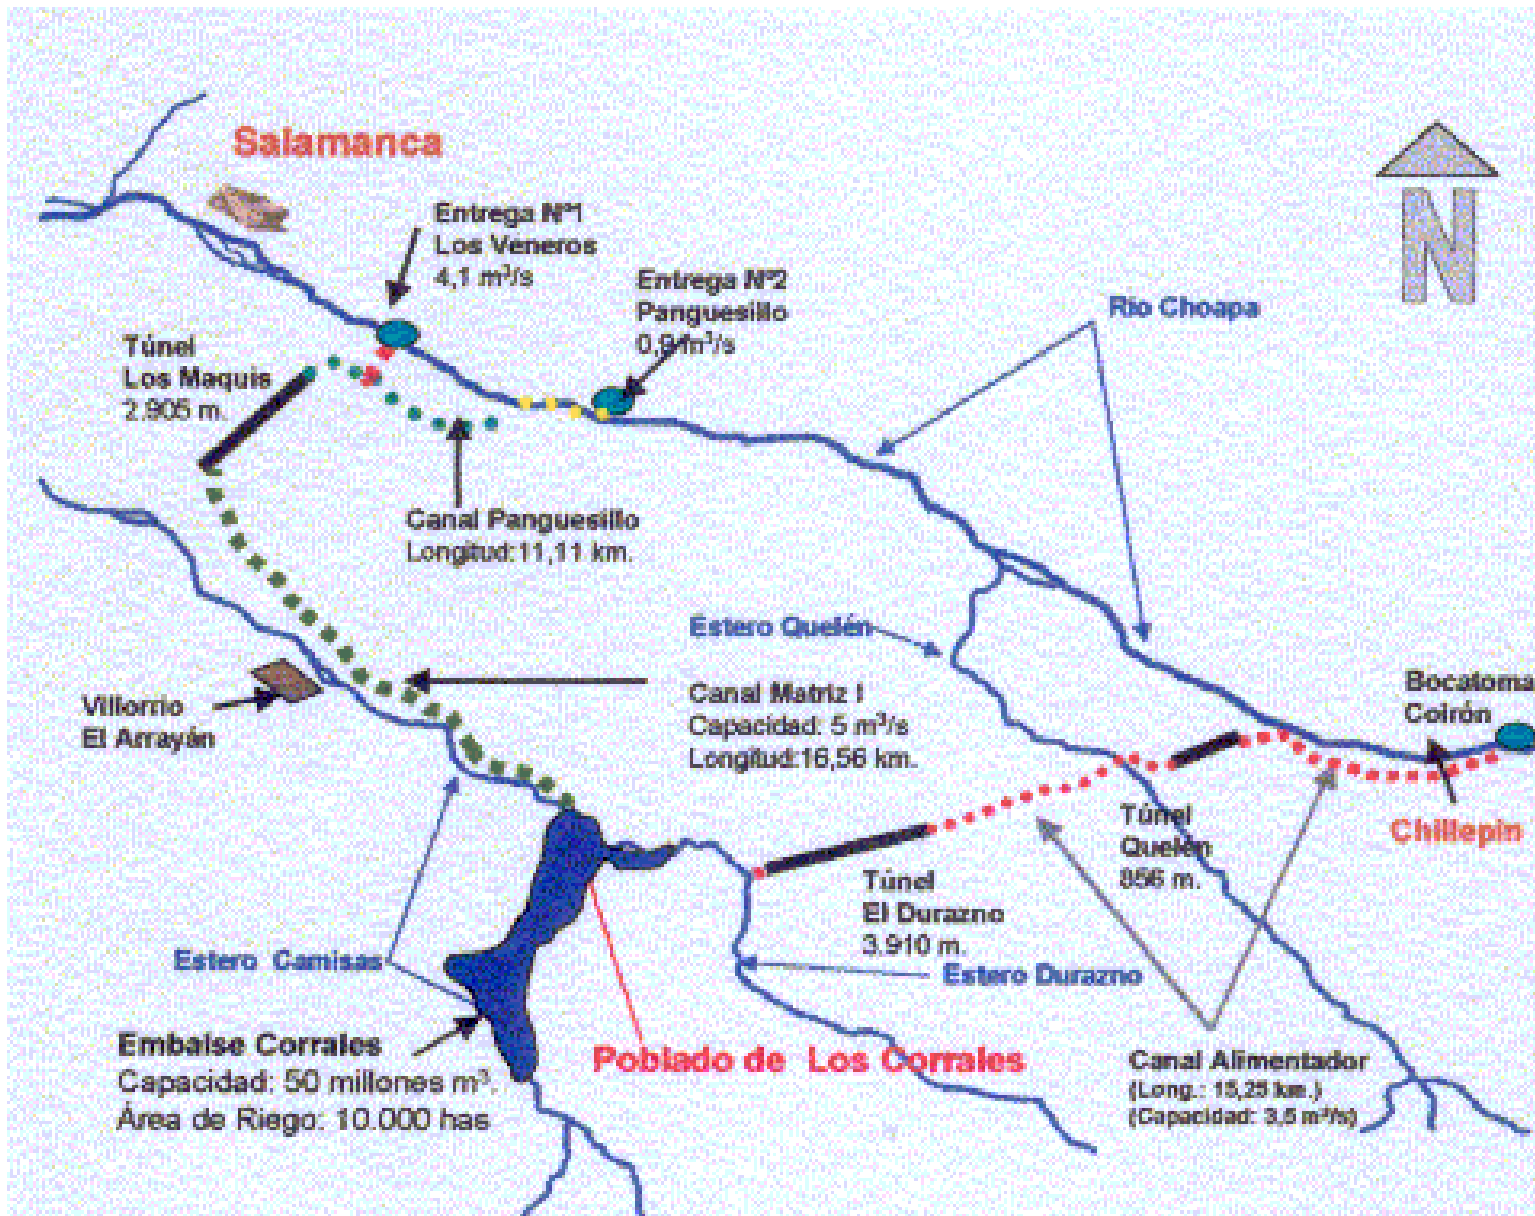 Salamanca
N
Entrega Nº1
Los Veneros
4,1 m³/s
Entrega Nº2
Panguesillo
0,9 m³/s
Río Choapa
Túnel
Los Maquis
2.905 m.
Canal Panguesillo
Longitud:11,11 km.
Estero Quelén
Villorrio
El Arrayán
Canal Matriz I
Capacidad: 5 m³/s
Longitud:16,56 km.
Bocatoma
Coirón
Chillepin
Túnel
Quelén
856 m.
Túnel
El Durazno
3.910 m.
Estero Camisas
Estero Durazno
Embalse Corrales
Capacidad: 50 millones m³.
Área de Riego: 10.000 has
Poblado de Los Corrales
Canal Alimentador
(Long.: 15,25 km.)
(Capacidad: 3,5 m³/s)